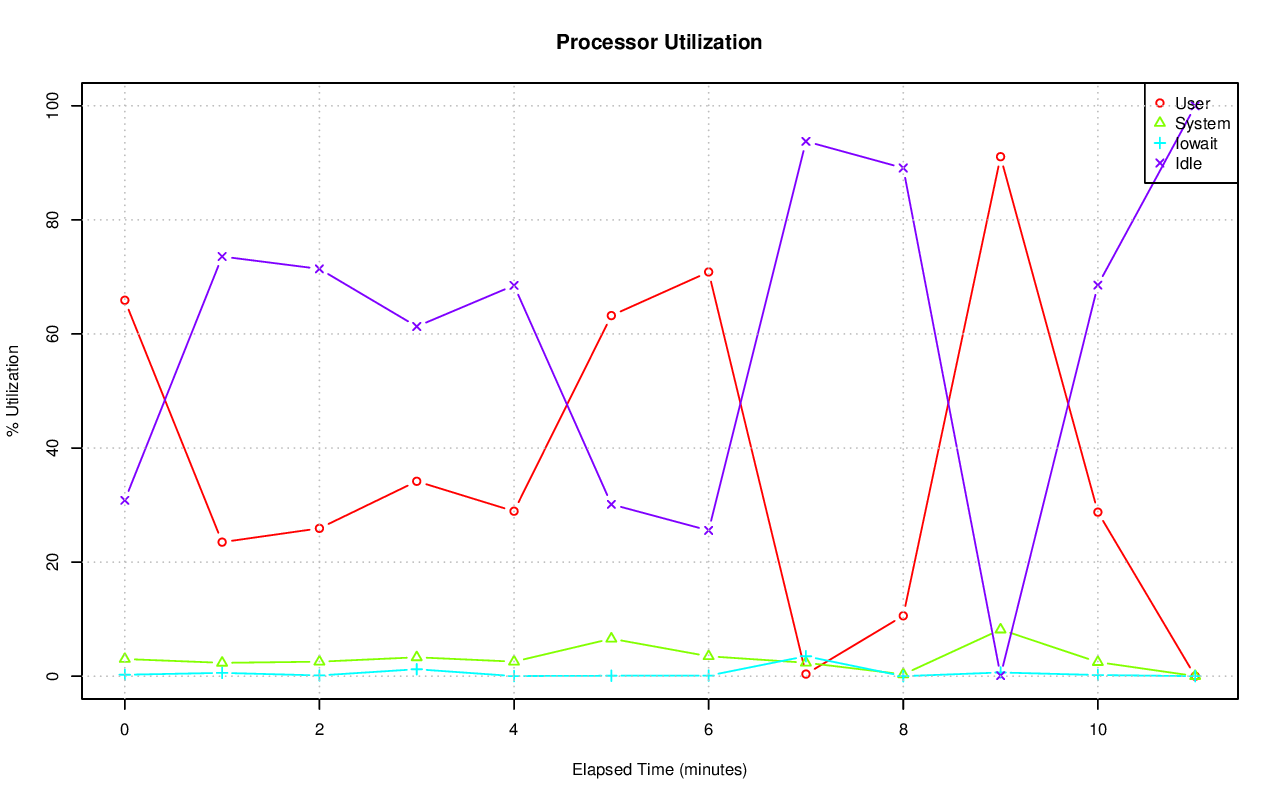 Processor Utilization
% Utilization
100
80
60
40
20
0
User
System
Iowait
Idle
0 2 4 6 8 10
Elapsed Time (minutes)